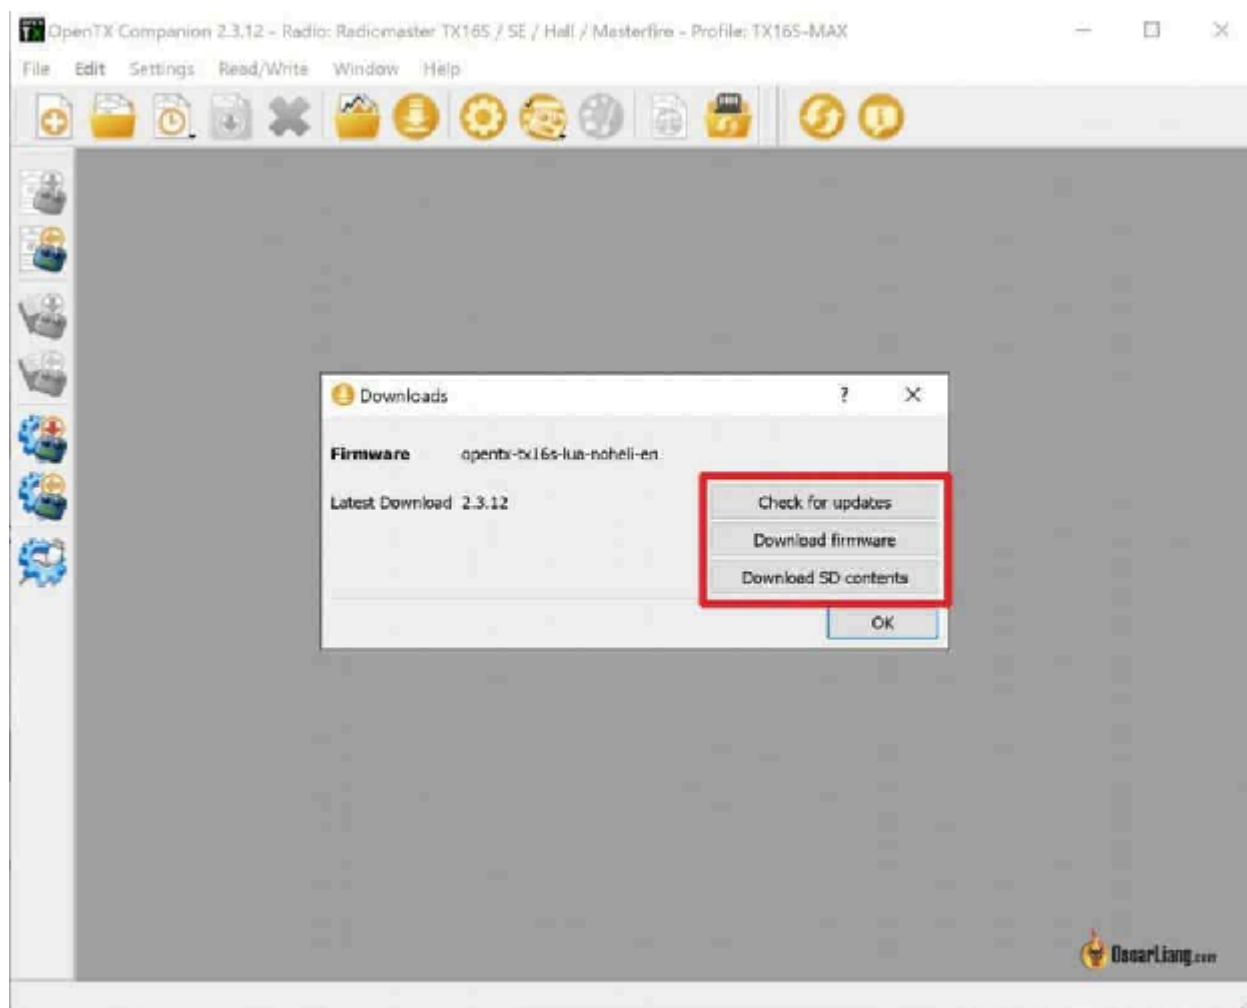 OpenTX Companion 2.3.12 - Radio: Radiomaster TX16S / SE / Hall / Masterfire - Profile: TX16S-MAX
File Edit Settings Read/Write Window Help
Downloads
Firmware opentx-tx16s-lua-noheli-en
Latest Download 2.3.12
Check for updates
Download firmware
Download SD contents
OK
OscarLiang.com